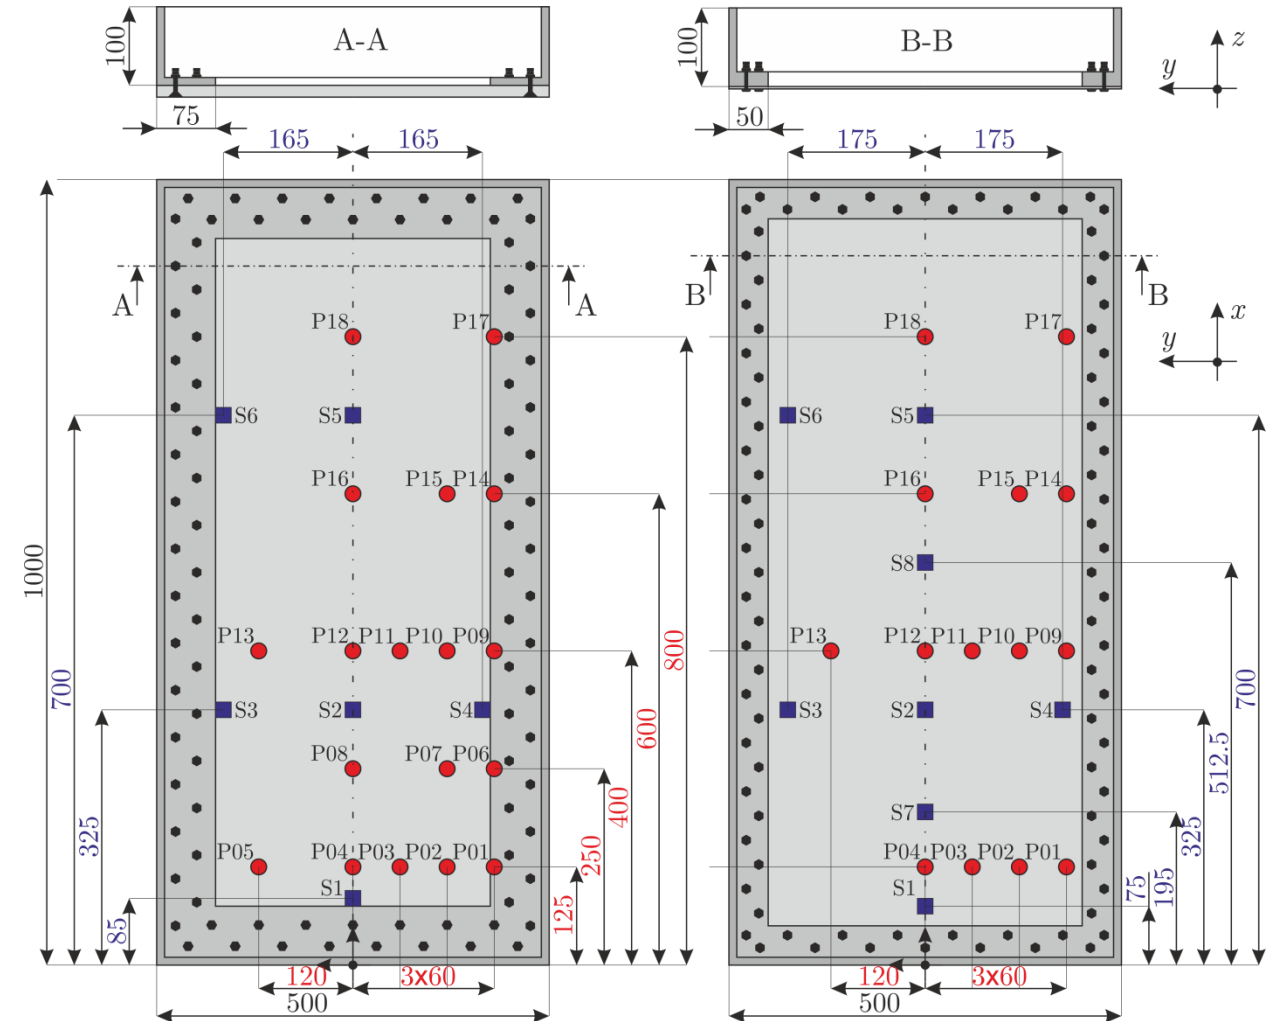 100
A-A
75
165 165
A A
P18 P17
S6 S5
P16 P15 P14
P13 P12 P11 P10 P09
S3 S2 S4
P08 P07 P06
P05 P04 P03 P02 P01
S1
1000
700
325
85
125
250
400
600
800
120 3x60
500
100
B-B
50
z
y
175 175
B B
x
y
P18 P17
S6 S5
P16 P15 P14
S8
P13 P12 P11 P10 P09
S3 S2 S4
S7
P04 P03 P02 P01
S1
75
195
325
512.5
700
120 3x60
500